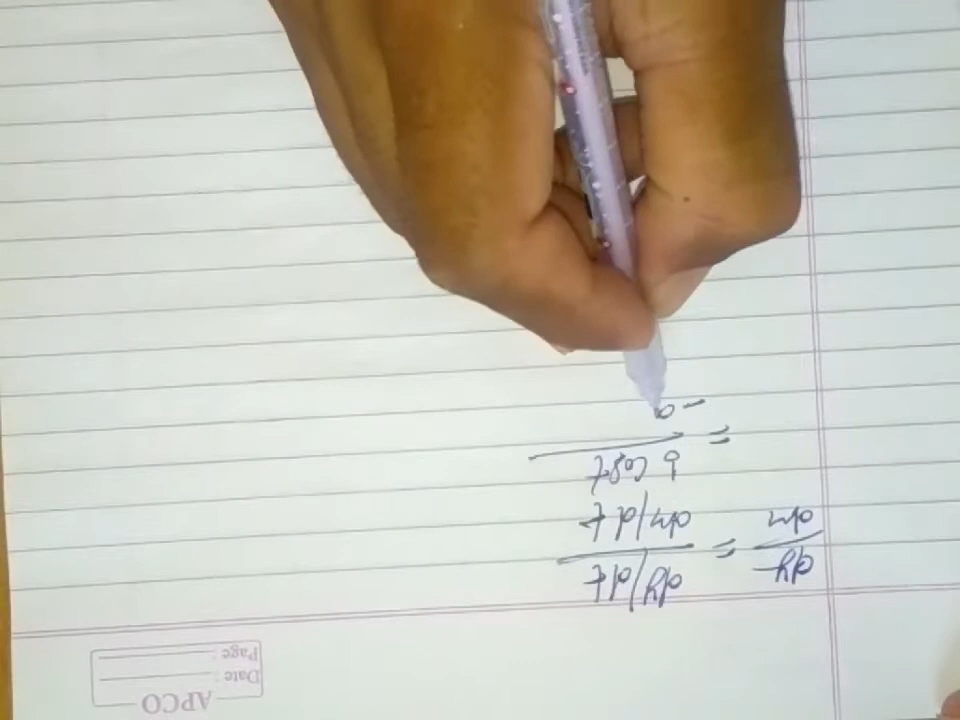 APCO
Date :
Page :
dy/dx = (dy/dt)/(dx/dt)
= b cost / - a